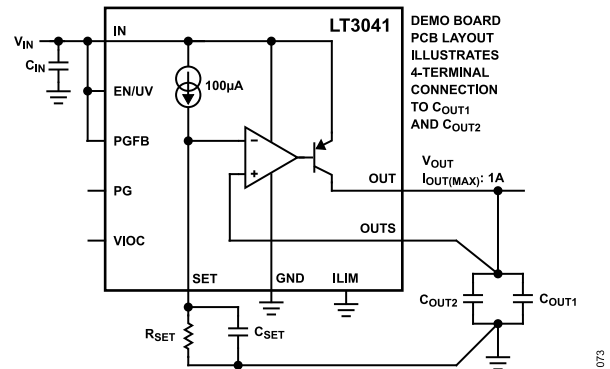 LT3041
DEMO BOARD
PCB LAYOUT
ILLUSTRATES
4-TERMINAL
CONNECTION
TO COUT1
AND COUT2
VIN
IN
CIN
100µA
EN/UV
PGFB
−
+
PG
VIOC
OUT
VOUT
IOUT(MAX): 1A
OUTS
SET
GND
ILIM
RSET
CSET
COUT2
COUT1
073